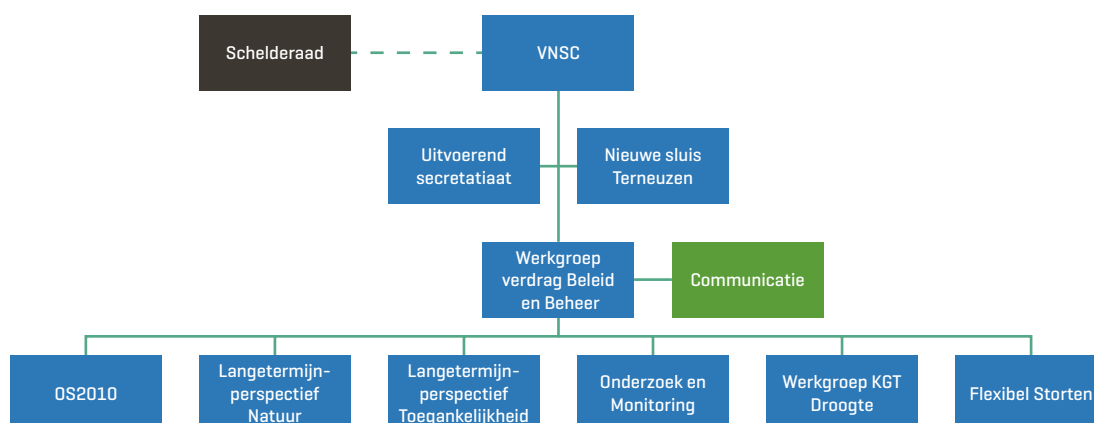 Schelderaad
VNSC
Uitvoerend
secretatiaat
Nieuwe sluis
Terneuzen
Werkgroep
verdrag Beleid
en Beheer
Communicatie
OS2010
Langetermijn-
perspectief
Natuur
Langetermijn-
perspectief
Toegankelijkheid
Onderzoek en
Monitoring
Werkgroep KGT
Droogte
Flexibel Storten